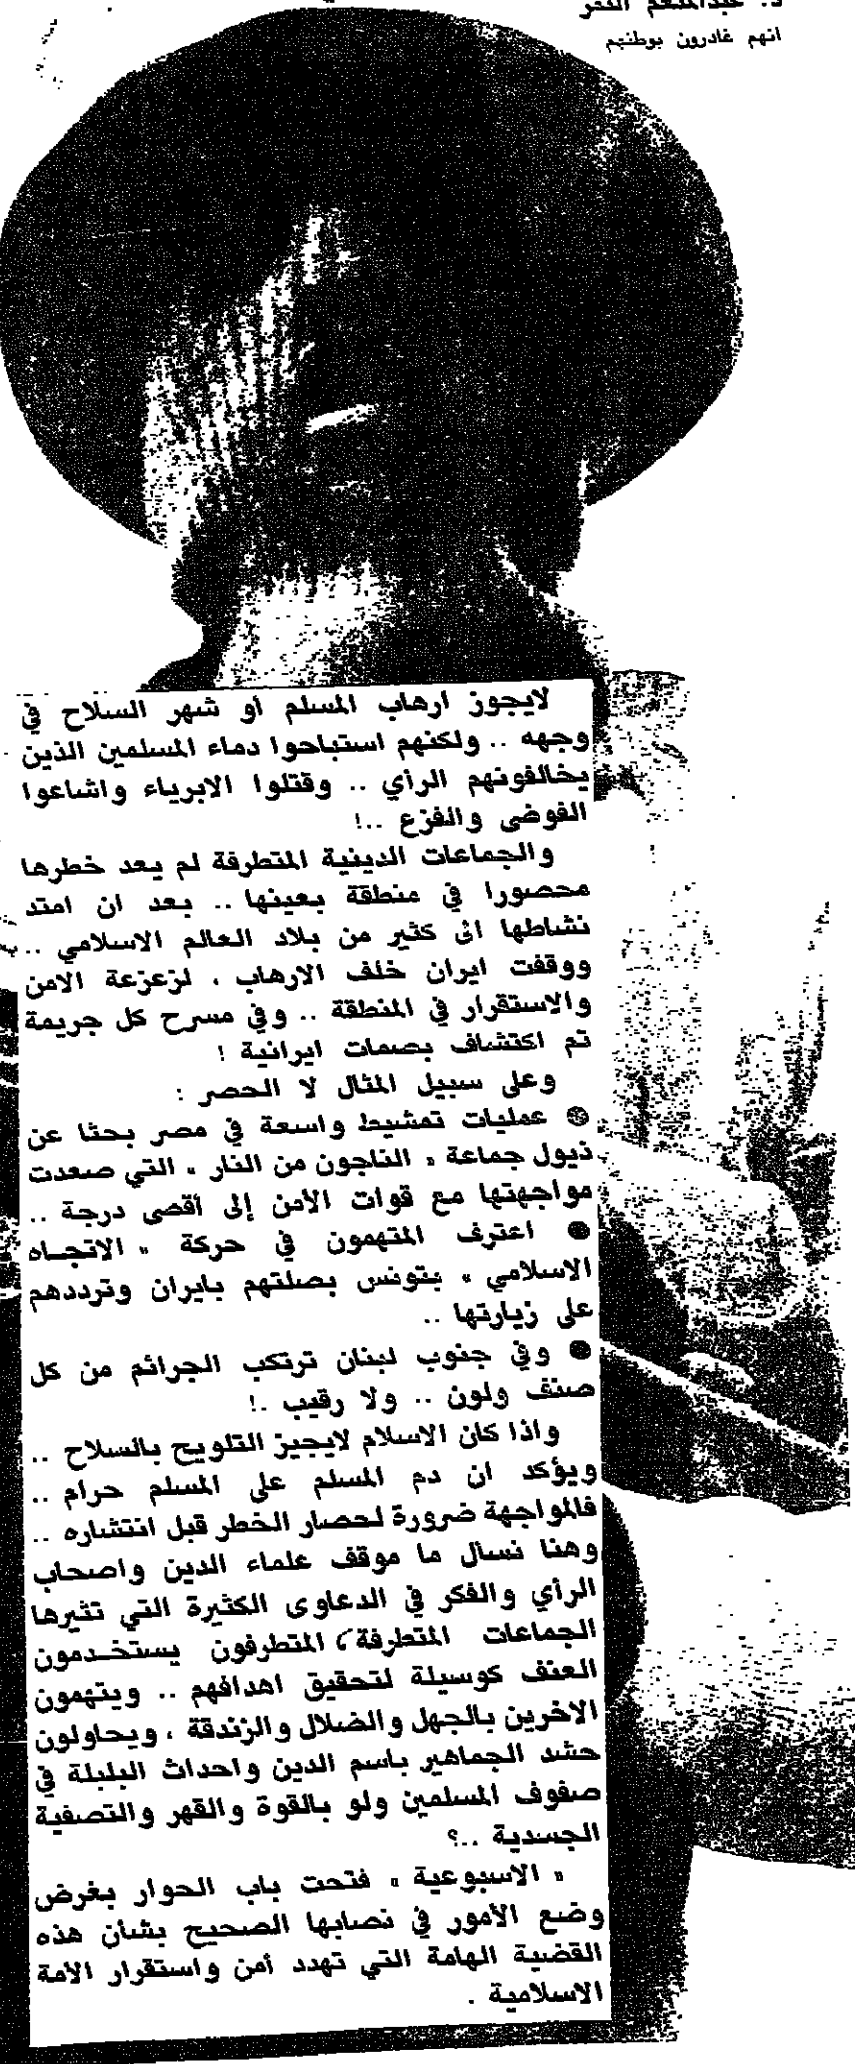 د. عبدالمنعم النمر
انهم غادرون بوطنهم
لايجوز ارهاب المسلم أو شهر السلاح في
وجهه .. ولكنهم استباحوا دماء المسلمين الذين
يخالفونهم الرأي .. وقتلوا الابرياء واشاعوا
الفوضى والفزع ..!
والجماعات الدينية المتطرفة لم يعد خطرها
محصورا في منطقة بعينها .. بعد ان امتد
نشاطها الى كثير من بلاد العالم الاسلامي ..
ووقفت ايران خلف الارهاب ، لزعزعة الامن
والاستقرار في المنطقة .. وفي مسرح كل جريمة
تم اكتشاف بصمات ايرانية !
وعلى سبيل المثال لا الحصر :
● عمليات تمشيط واسعة في مصر بحثا عن
ذيول جماعة « الناجون من النار » التي صعدت
مواجهتها مع قوات الأمن إلى أقصى درجة ..
● اعترف المتهمون في حركة « الاتجـاه
الاسلامي » بتونس بصلتهم بايران وترددهم
على زيارتها ..
● وفي جنوب لبنان ترتكب الجرائم من كل
صنف ولون .. ولا رقيب .!
واذا كان الاسلام لايجيز التلويح بالسلاح ..
ويؤكد ان دم المسلم على المسلم حرام ..
فالمواجهة ضرورة لحصار الخطر قبل انتشاره ..
وهنا نسأل ما موقف علماء الدين واصحاب
الرأي والفكر في الدعاوى الكثيرة التي تثيرها
الجماعات المتطرفة ، المتطرفون يستخـدمون
العنف كوسيلة لتحقيق اهدافهم .. ويتهمون
الاخرين بالجهل والضلال والزندقة ، ويحاولون
حشد الجماهير باسم الدين واحداث البلبلة في
صفوف المسلمين ولو بالقوة والقهر والتصفية
الجسدية ..؟
« الاسبوعية » فتحت باب الحوار بغرض
وضع الأمور في نصابها الصحيح بشأن هذه
القضية الهامة التي تهدد أمن واستقرار الأمة
الاسلامية .